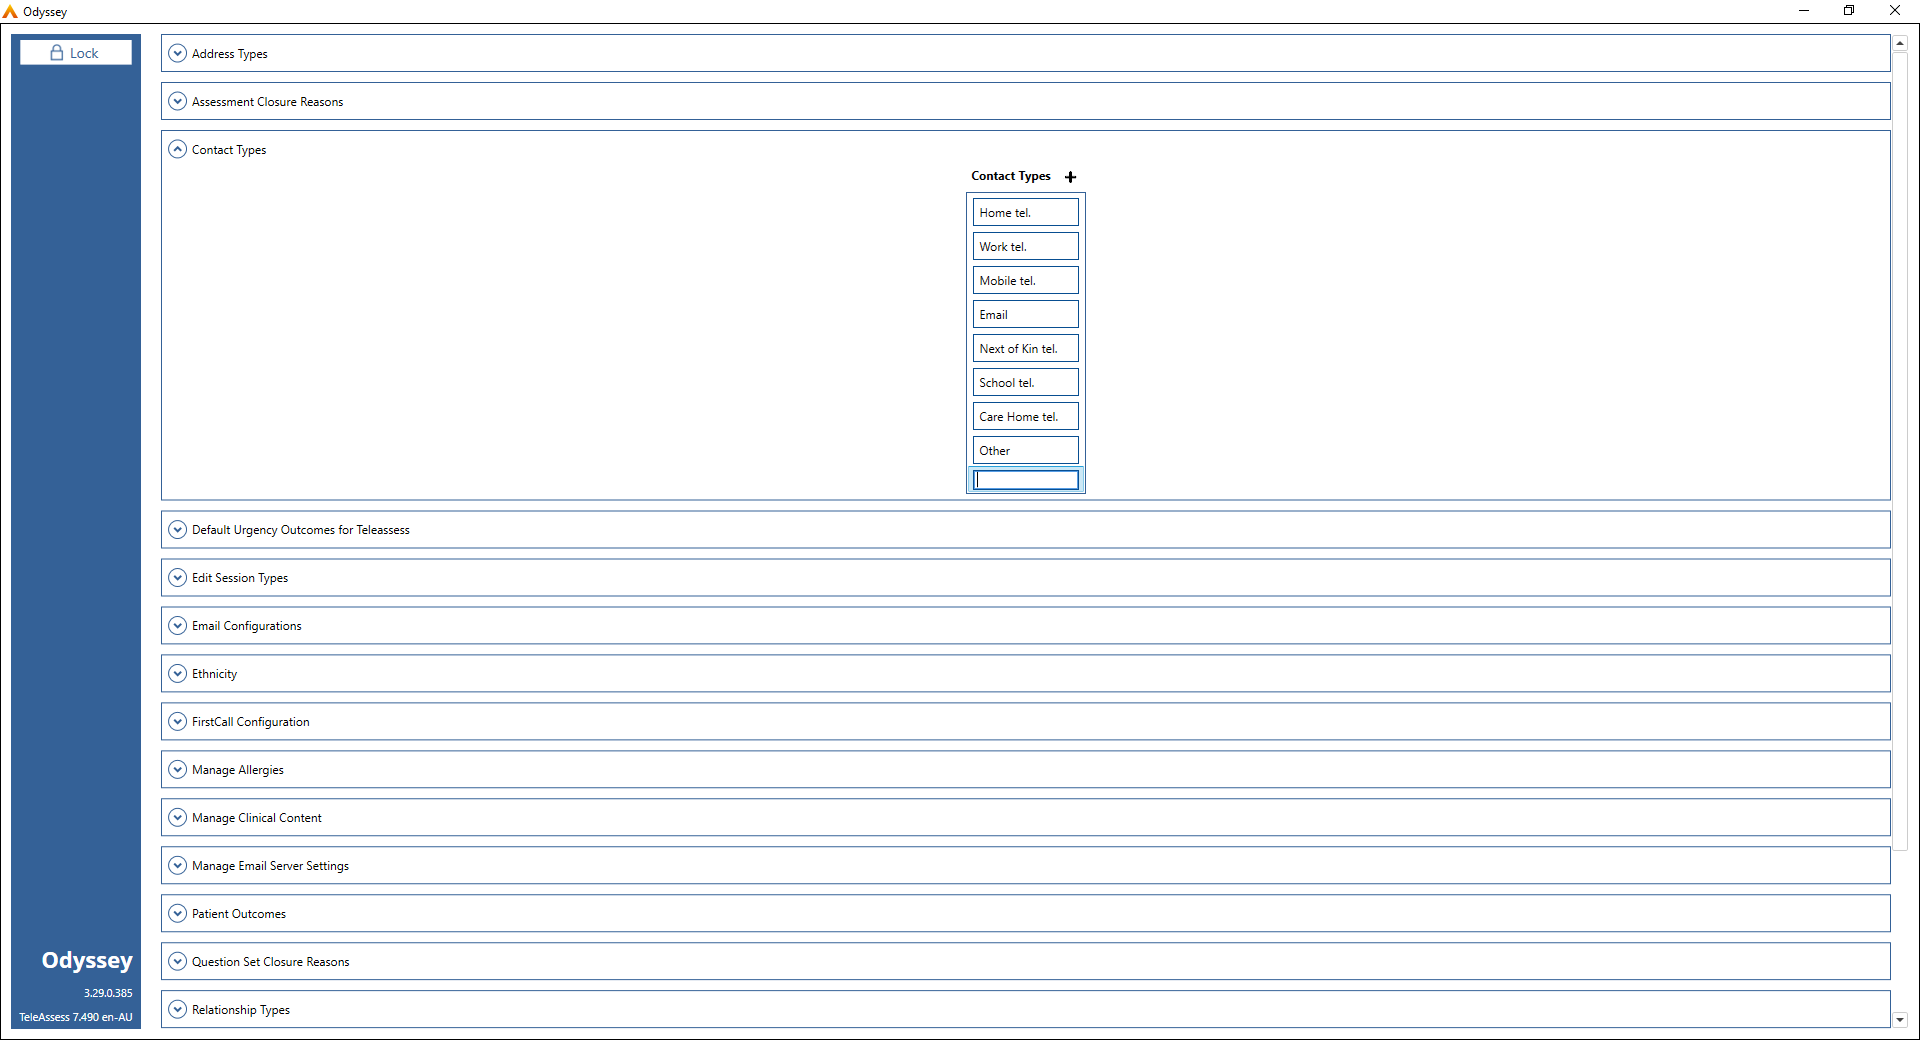 Odyssey
Lock
Address Types
Assessment Closure Reasons
Contact Types
Contact Types
Home tel.
Work tel.
Mobile tel.
Email
Next of Kin tel.
School tel.
Care Home tel.
Other
Default Urgency Outcomes for Teleassess
Edit Session Types
Email Configurations
Ethnicity
FirstCall Configuration
Manage Allergies
Manage Clinical Content
Manage Email Server Settings
Patient Outcomes
Question Set Closure Reasons
Relationship Types
Odyssey
3.29.0.385
TeleAssess 7.490 en-AU